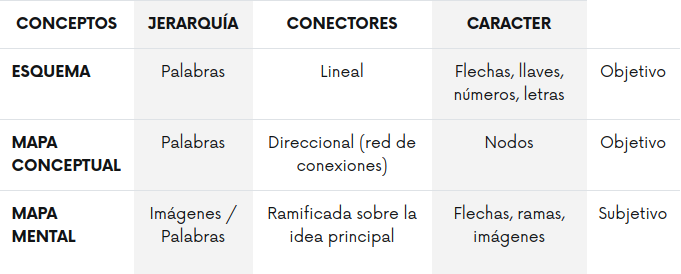 CONCEPTOS JERARQUÍA CONECTORES CARACTER
ESQUEMA Palabras Lineal Flechas, llaves, Objetivo
números, letras
MAPA Palabras Direccional (red de Nodos Objetivo
CONCEPTUAL conexiones)
MAPA Imágenes / Ramificada sobre la Flechas, ramas, Subjetivo
MENTAL Palabras idea principal imágenes